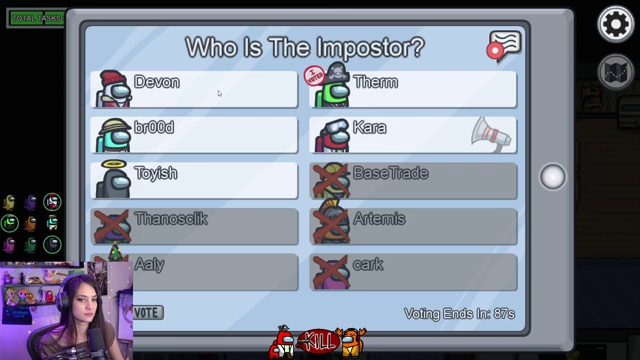 TOTAL TASKS
Who Is The Impostor?
Devon
I VOTED
Therm
br00d
Kara
Toyish
BaseTrade
Thanosclik
Artemis
Aaly
cark
VOTE
Voting Ends In: 87s
KILL